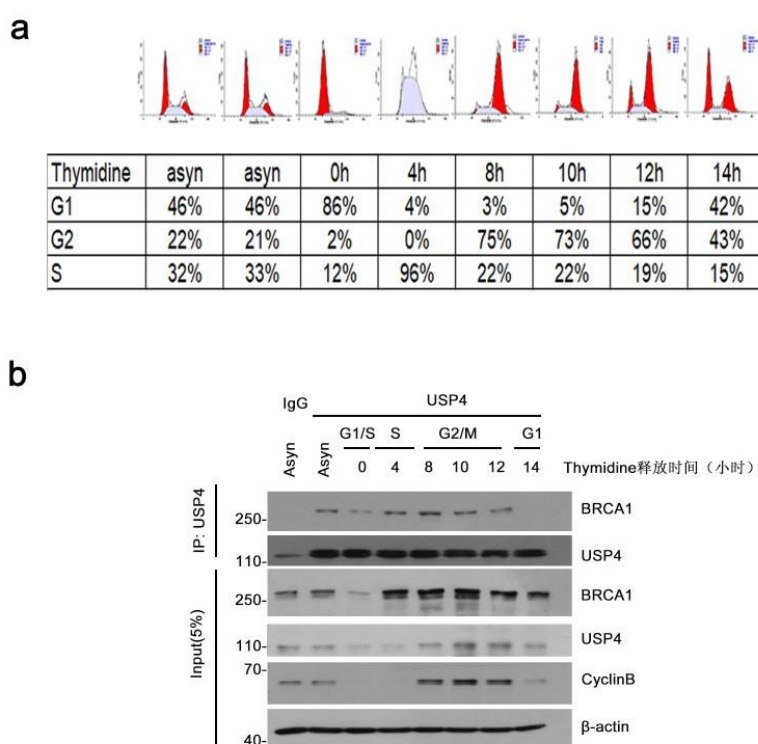 a
Thymidine asyn asyn 0h 4h 8h 10h 12h 14h
G1 46% 46% 86% 4% 3% 5% 15% 42%
G2 22% 21% 2% 0% 75% 73% 66% 43%
S 32% 33% 12% 96% 22% 22% 19% 15%
b
IgG USP4
G1/S S G2/M G1
Asyn Asyn 0 4 8 10 12 14 Thymidine释放时间（小时）
IP: USP4
250- BRCA1
110- USP4
Input(5%)
250- BRCA1
110- USP4
70- CyclinB
40- β-actin